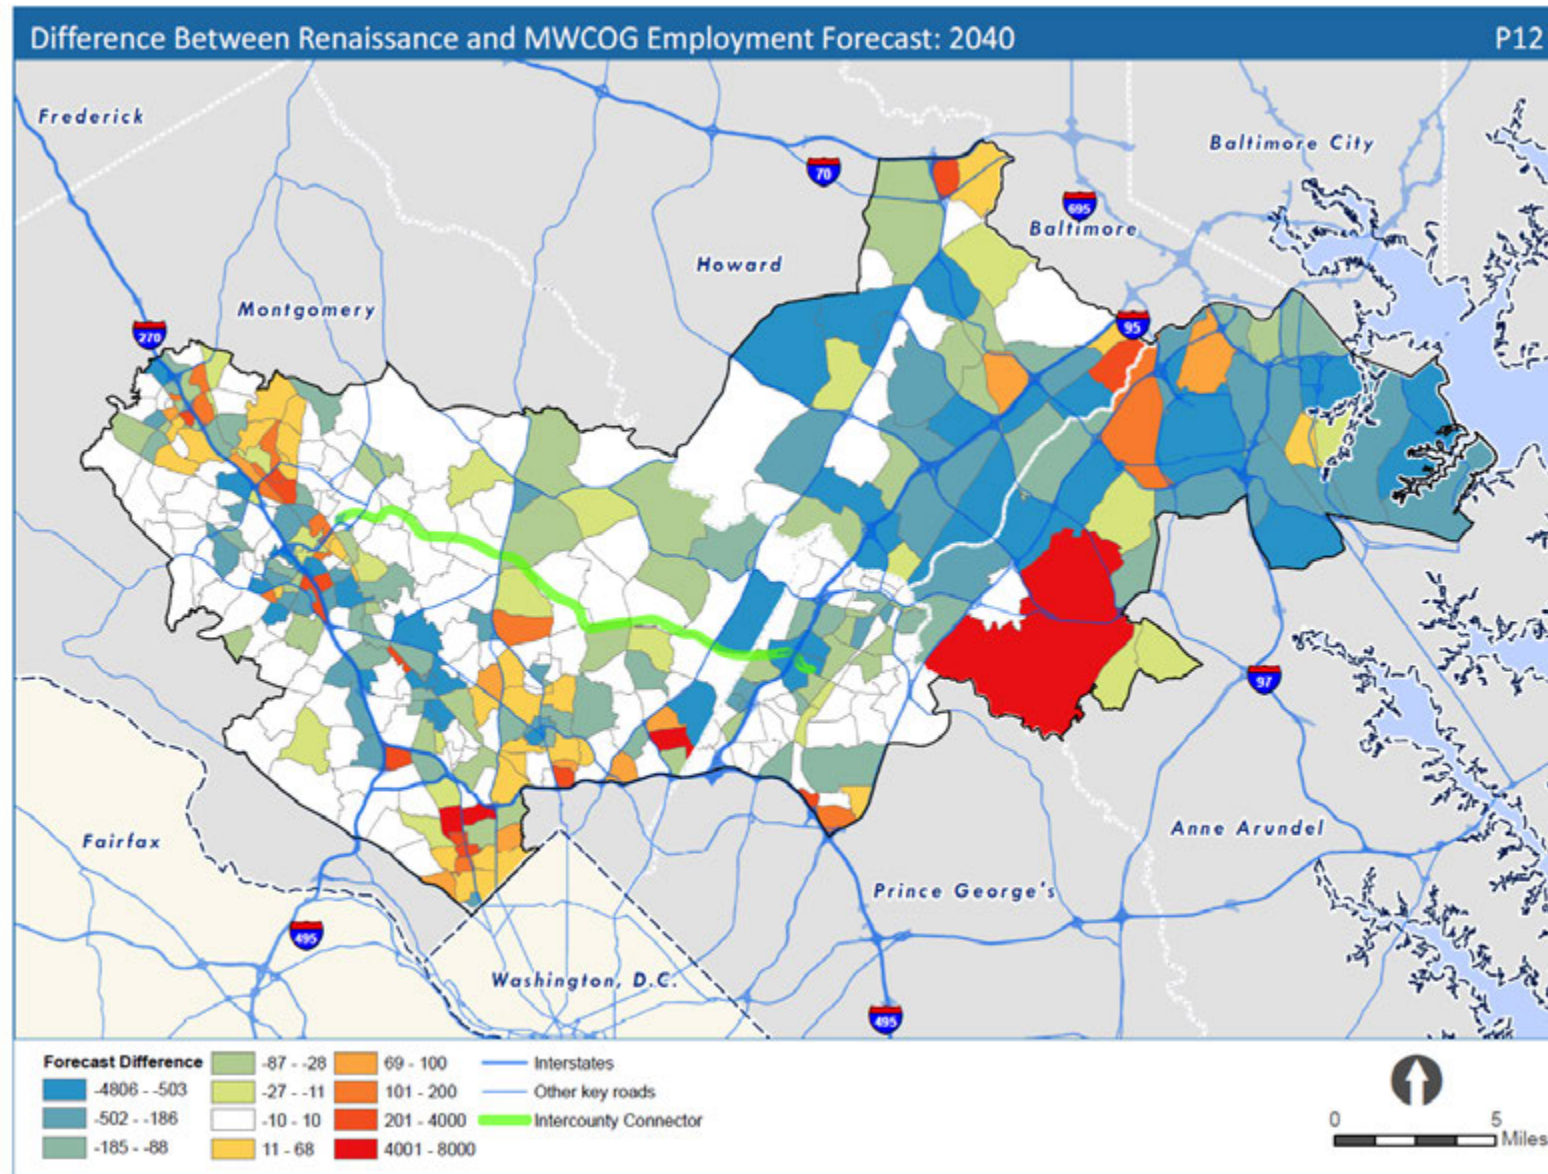 Difference Between Renaissance and MWCOG Employment Forecast: 2040 P12
Frederick
Baltimore City
70
695
Baltimore
Howard
Montgomery
270
95
97
Fairfax
Anne Arundel
Prince George's
495
Washington, D.C.
495
Forecast Difference
-4806 - -503
-502 - -186
-185 - -88
-87 - -28
-27 - -11
-10 - 10
11 - 68
69 - 100
101 - 200
201 - 4000
4001 - 8000
Interstates
Other key roads
Intercounty Connector
0 5
Miles